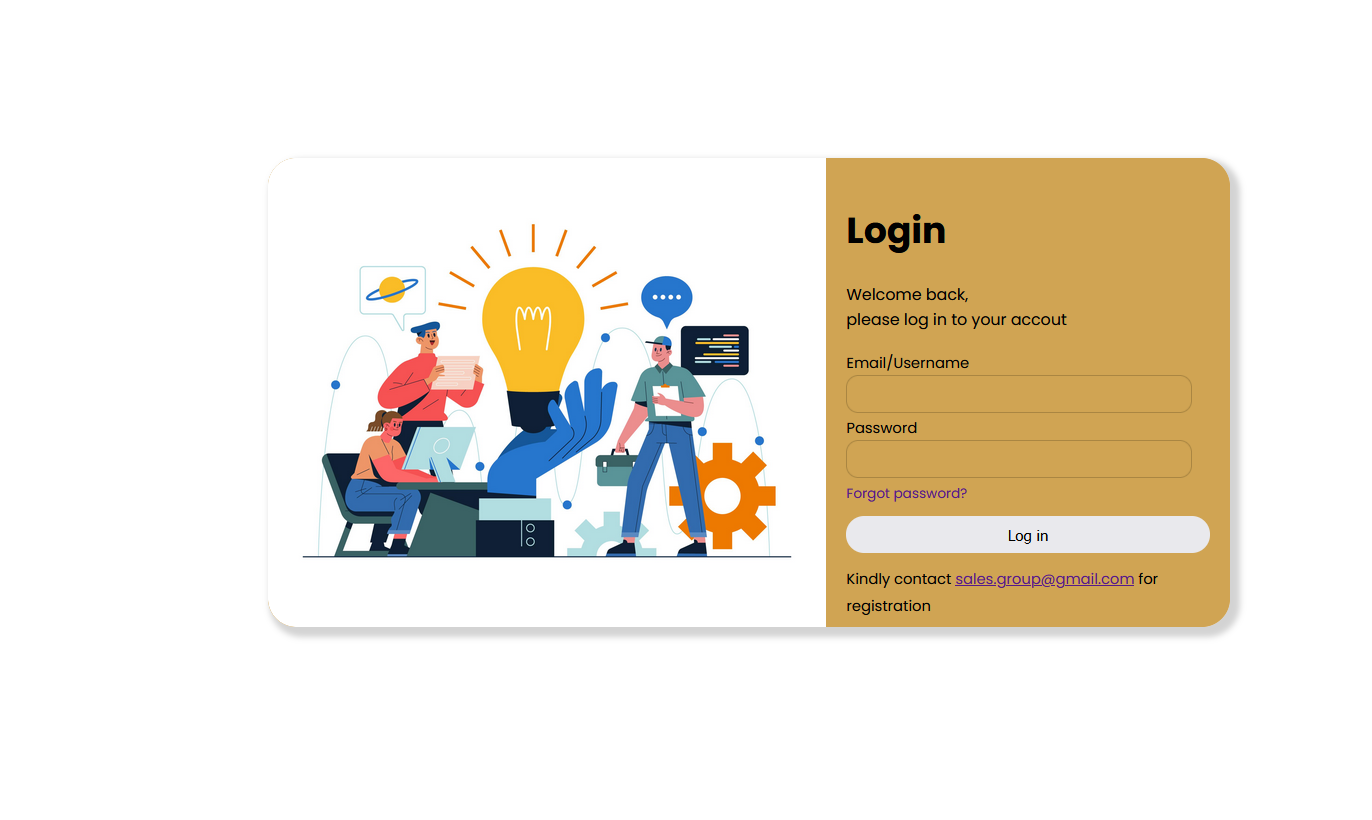 Login
Welcome back,
please log in to your accout
Email/Username
Password
Forgot password?
Log in
Kindly contact sales.group@gmail.com for
registration